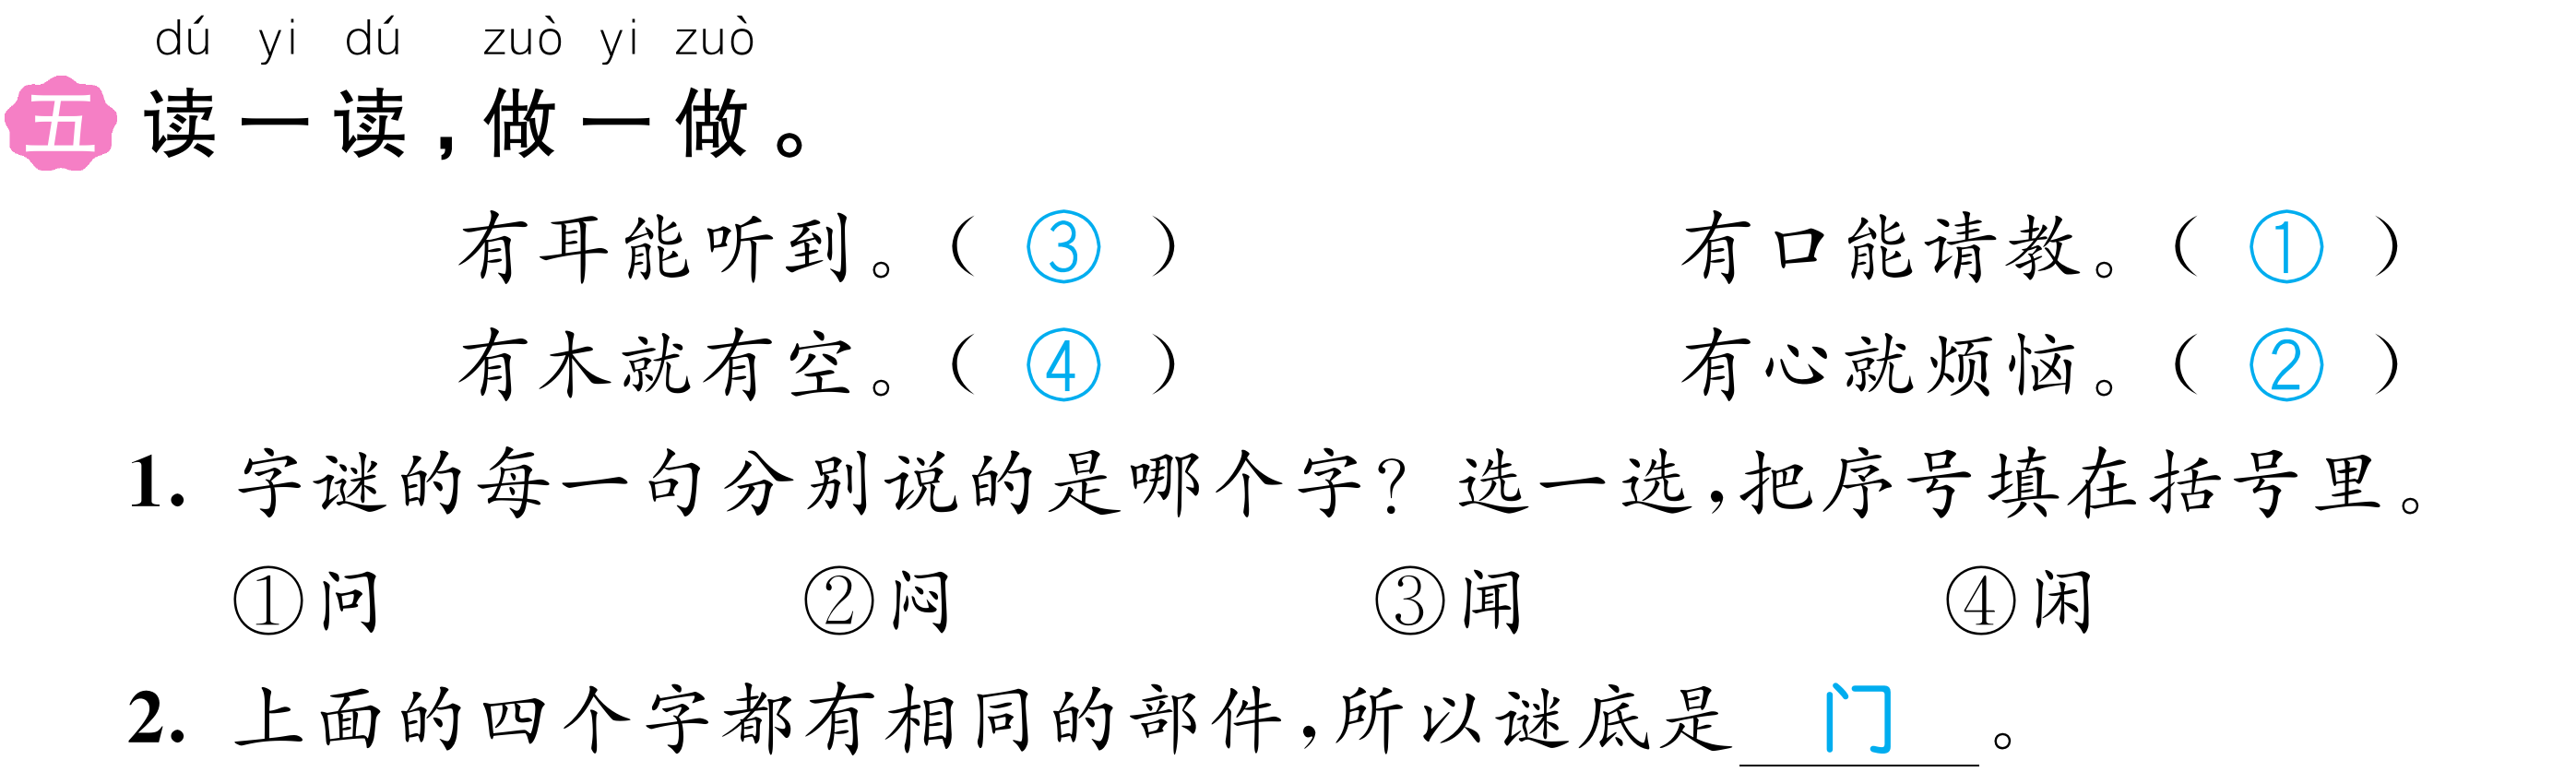 dú yi dú zuò yi zuò
五 读一读，做一做。
有耳能听到。（ ③ ） 有口能请教。（ ① ）
有木就有空。（ ④ ） 有心就烦恼。（ ② ）
1. 字谜的每一句分别说的是哪个字？选一选，把序号填在括号里。
①问 ②闷 ③闻 ④闲
2. 上面的四个字都有相同的部件，所以谜底是 门 。